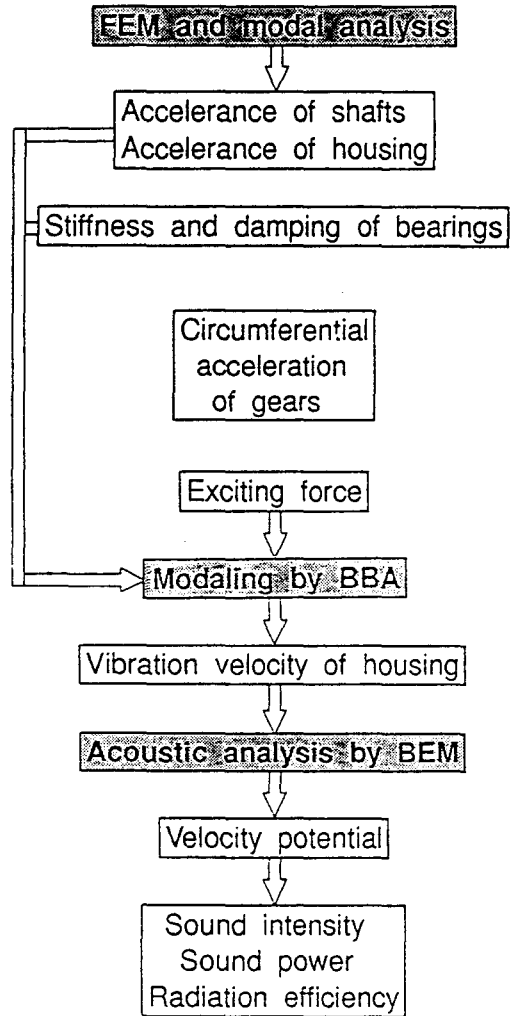 FEM and modal analysis
Accelerance of shafts
Accelerance of housing
Stiffness and damping of bearings
Circumferential
acceleration
of gears
Exciting force
Modaling by BBA
Vibration velocity of housing
Acoustic analysis by BEM
Velocity potential
Sound intensity
Sound power
Radiation efficiency